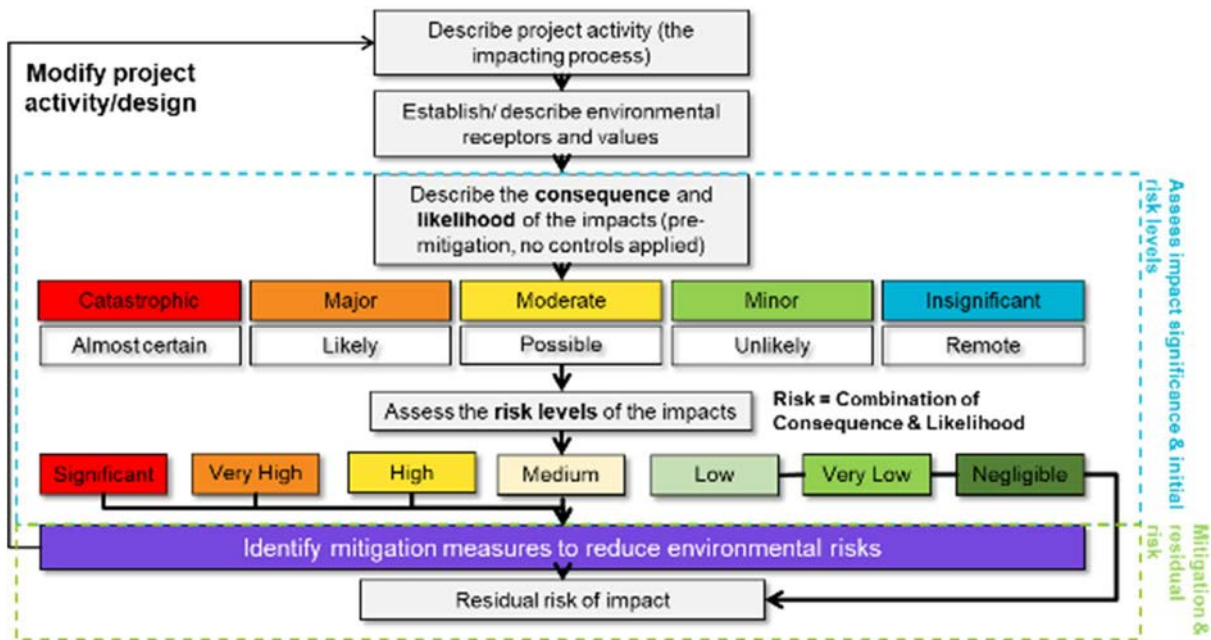 Describe project activity (the
impacting process)
Modify project
activity/design
Establish/ describe environmental
receptors and values
Describe the consequence and
likelihood of the impacts (pre-
mitigation, no controls applied)
Catastrophic
Major
Moderate
Minor
Insignificant
Almost certain
Likely
Possible
Unlikely
Remote
Assess the risk levels of the impacts
Risk = Combination of
Consequence & Likelihood
Significant
Very High
High
Medium
Low
Very Low
Negligible
Assess impact significance & initial
risk levels
Identify mitigation measures to reduce environmental risks
Residual risk of impact
Mitigation &
residual
risk